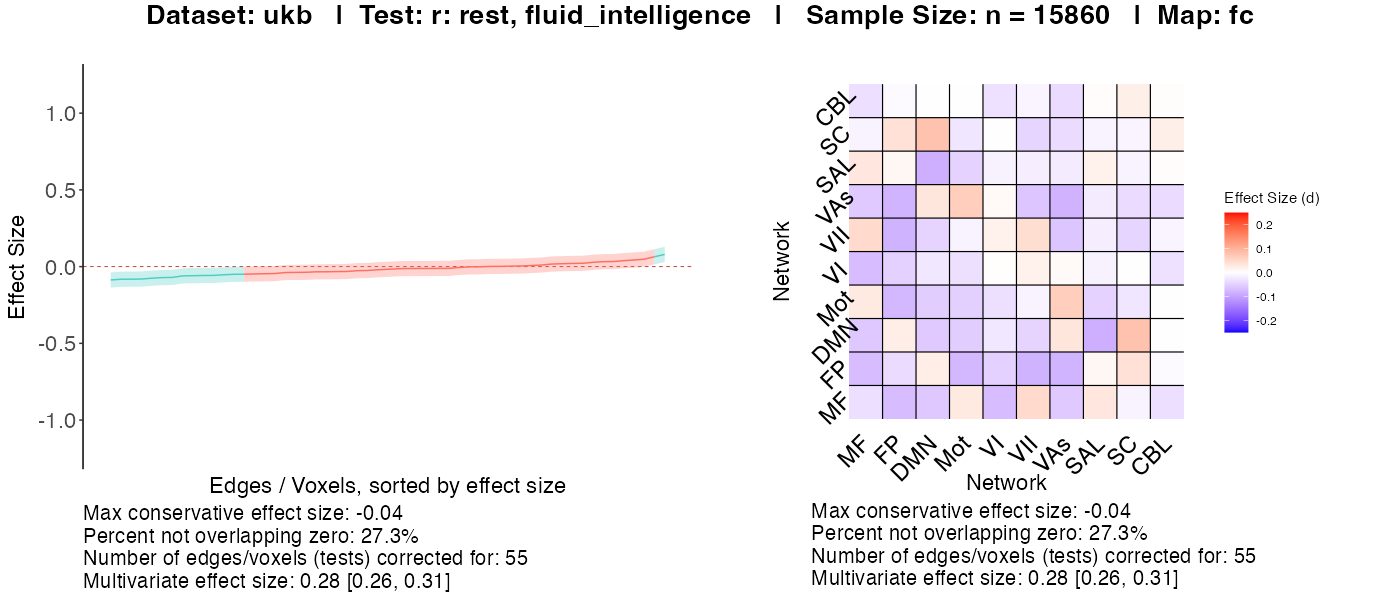 Dataset: ukb | Test: r: rest, fluid_intelligence | Sample Size: n = 15860 | Map: fc
Effect Size
1.0
0.5
0.0
-0.5
-1.0
Edges / Voxels, sorted by effect size
Max conservative effect size: -0.04
Percent not overlapping zero: 27.3%
Number of edges/voxels (tests) corrected for: 55
Multivariate effect size: 0.28 [0.26, 0.31]
Network
CBL
SC
SAL
VAs
VII
VI
Mot
DMN
FP
MF
MF FP DMN Mot VI VII VAs SAL SC CBL
Network
Effect Size (d)
0.2
0.1
0.0
-0.1
-0.2
Max conservative effect size: -0.04
Percent not overlapping zero: 27.3%
Number of edges/voxels (tests) corrected for: 55
Multivariate effect size: 0.28 [0.26, 0.31]